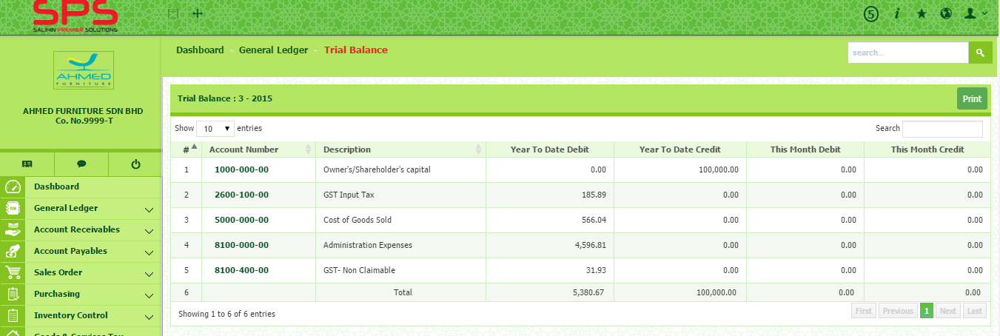 SPS
SALIHIN PREMIER SOLUTIONS
5 i
Dashboard - General Ledger - Trial Balance
search...
AHMED
FURNITURE
AHMED FURNITURE SDN BHD
Co. No.9999-T
Dashboard
RM General Ledger
Account Receivables
Account Payables
Sales Order
Purchasing
Inventory Control
Trial Balance : 3 - 2015
Print
Show 10 entries
Search
# Account Number Description Year To Date Debit Year To Date Credit This Month Debit This Month Credit
1 1000-000-00 Owner's/Shareholder's capital 0.00 100,000.00 0.00 0.00
2 2600-100-00 GST Input Tax 185.89 0.00 0.00 0.00
3 5000-000-00 Cost of Goods Sold 566.04 0.00 0.00 0.00
4 8100-000-00 Administration Expenses 4,596.81 0.00 0.00 0.00
5 8100-400-00 GST- Non Claimable 31.93 0.00 0.00 0.00
6 Total 5,380.67 100,000.00 0.00 0.00
Showing 1 to 6 of 6 entries
First Previous 1 Next Last